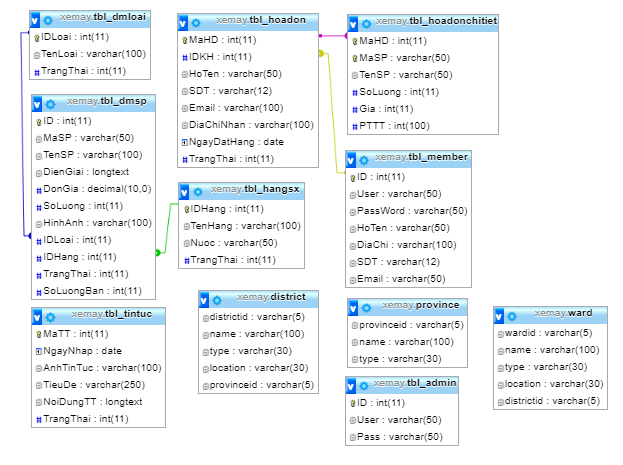 xemay.tbl_dmloai
IDLoai : int(11)
TenLoai : varchar(100)
TrangThai : int(11)
xemay.tbl_hoadon
MaHD : int(11)
IDKH : int(11)
HoTen : varchar(50)
SDT : varchar(12)
Email : varchar(100)
DiaChiNhan : varchar(100)
NgayDatHang : date
TrangThai : int(11)
xemay.tbl_hoadonchitiet
MaHD : int(11)
MaSP : varchar(50)
TenSP : varchar(50)
SoLuong : int(11)
Gia : int(11)
PTTT : int(100)
xemay.tbl_dmsp
ID : int(11)
MaSP : varchar(50)
TenSP : varchar(100)
DienGiai : longtext
DonGia : decimal(10,0)
SoLuong : int(11)
HinhAnh : varchar(100)
IDLoai : int(11)
IDHang : int(11)
TrangThai : int(11)
SoLuongBan : int(11)
xemay.tbl_hangsx
IDHang : int(11)
TenHang : varchar(100)
Nuoc : varchar(50)
TrangThai : int(11)
xemay.tbl_member
ID : int(11)
User : varchar(50)
PassWord : varchar(50)
HoTen : varchar(50)
DiaChi : varchar(100)
SDT : varchar(12)
Email : varchar(50)
xemay.tbl_tintuc
MaTT : int(11)
NgayNhap : date
AnhTinTuc : varchar(100)
TieuDe : varchar(250)
NoiDungTT : longtext
TrangThai : int(11)
xemay.district
districtid : varchar(5)
name : varchar(100)
type : varchar(30)
location : varchar(30)
provinceid : varchar(5)
xemay.province
provinceid : varchar(5)
name : varchar(100)
type : varchar(30)
xemay.tbl_admin
ID : int(11)
User : varchar(50)
Pass : varchar(50)
xemay.ward
wardid : varchar(5)
name : varchar(100)
type : varchar(30)
location : varchar(30)
districtid : varchar(5)